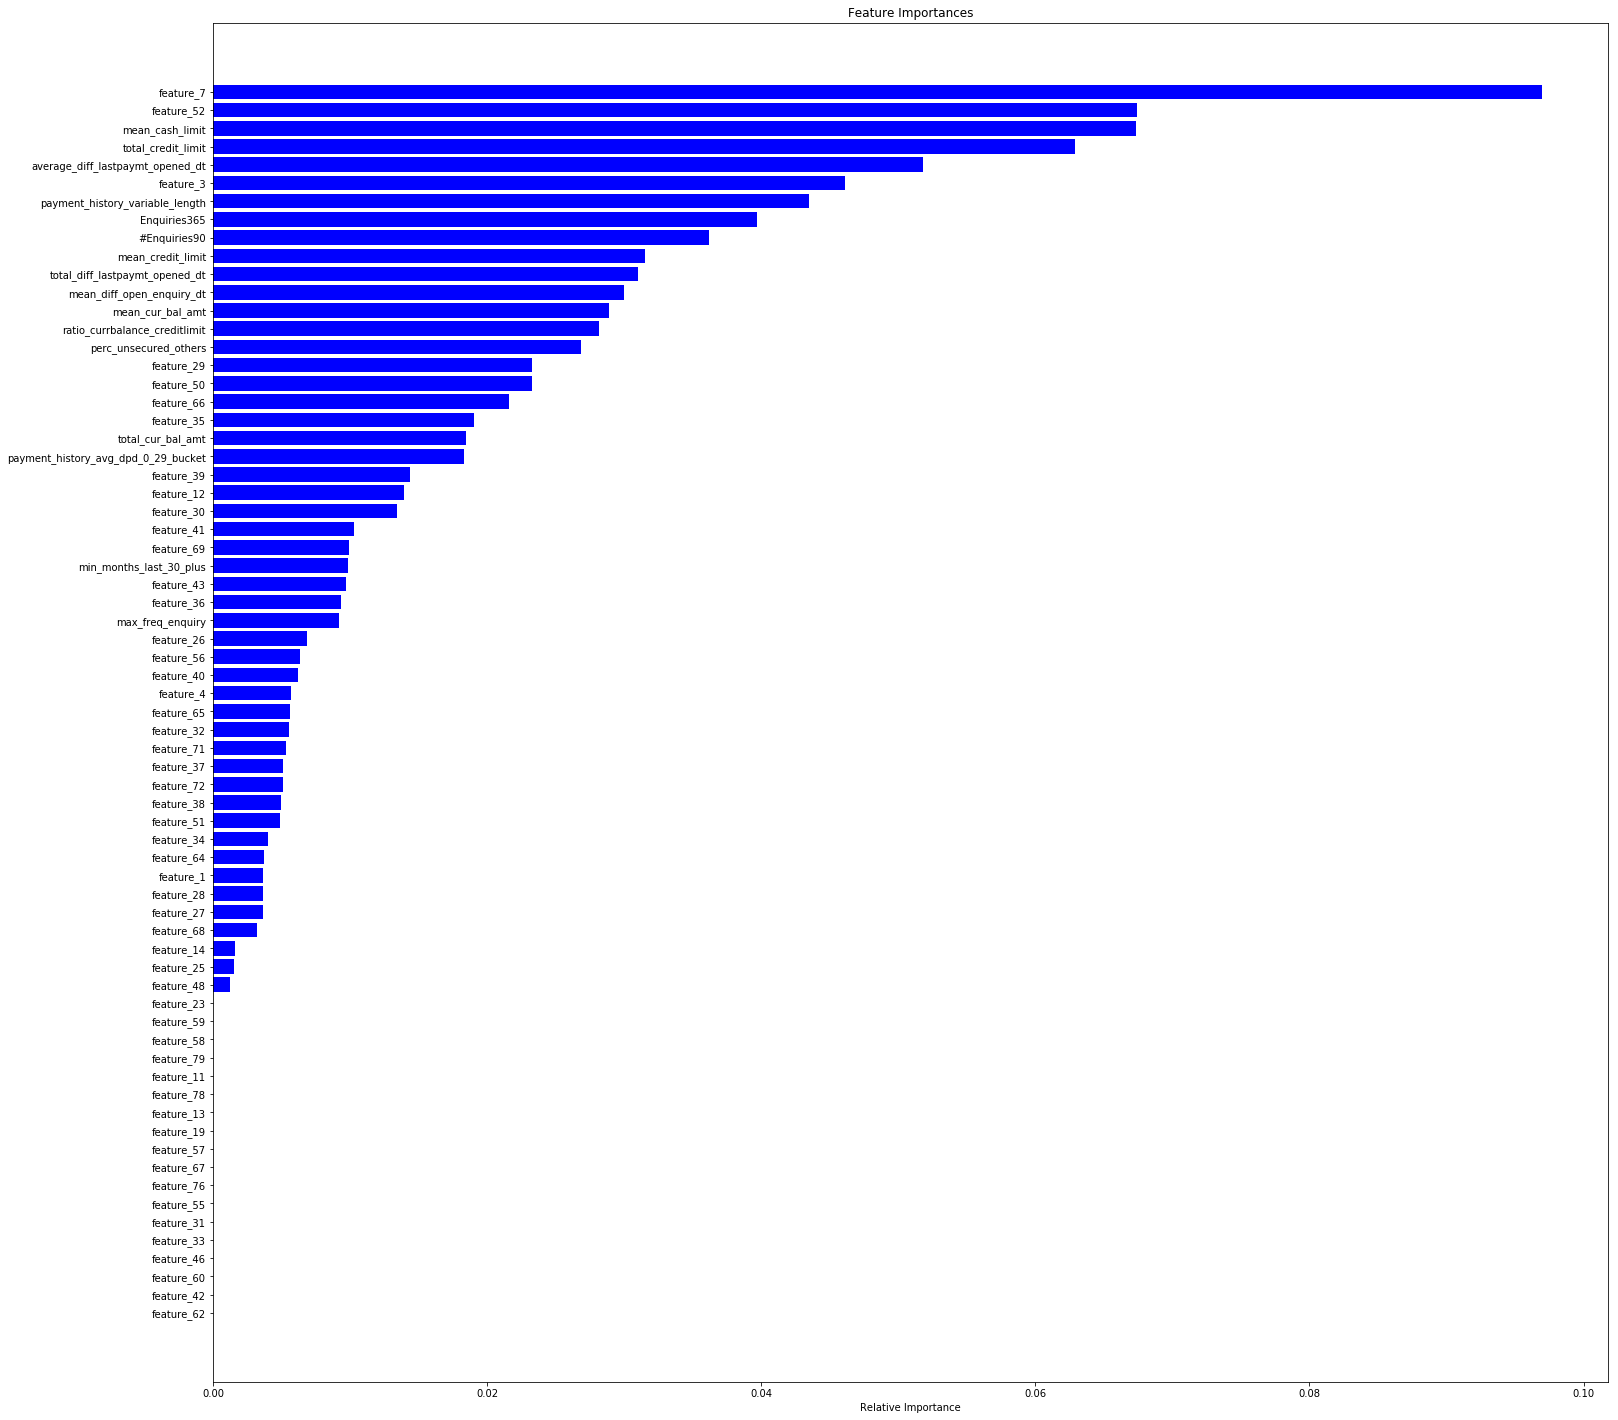 Feature Importances
feature_7
feature_52
mean_cash_limit
total_credit_limit
average_diff_lastpaymt_opened_dt
feature_3
payment_history_variable_length
Enquiries365
#Enquiries90
mean_credit_limit
total_diff_lastpaymt_opened_dt
mean_diff_open_enquiry_dt
mean_cur_bal_amt
ratio_currbalance_creditlimit
perc_unsecured_others
feature_29
feature_50
feature_66
feature_35
total_cur_bal_amt
payment_history_avg_dpd_0_29_bucket
feature_39
feature_12
feature_30
feature_41
feature_69
min_months_last_30_plus
feature_43
feature_36
max_freq_enquiry
feature_26
feature_56
feature_40
feature_4
feature_65
feature_32
feature_71
feature_37
feature_72
feature_38
feature_51
feature_34
feature_64
feature_1
feature_28
feature_27
feature_68
feature_14
feature_25
feature_48
feature_23
feature_59
feature_58
feature_79
feature_11
feature_78
feature_13
feature_19
feature_57
feature_67
feature_76
feature_55
feature_31
feature_33
feature_46
feature_60
feature_42
feature_62
0.00 0.02 0.04 0.06 0.08 0.10
Relative Importance